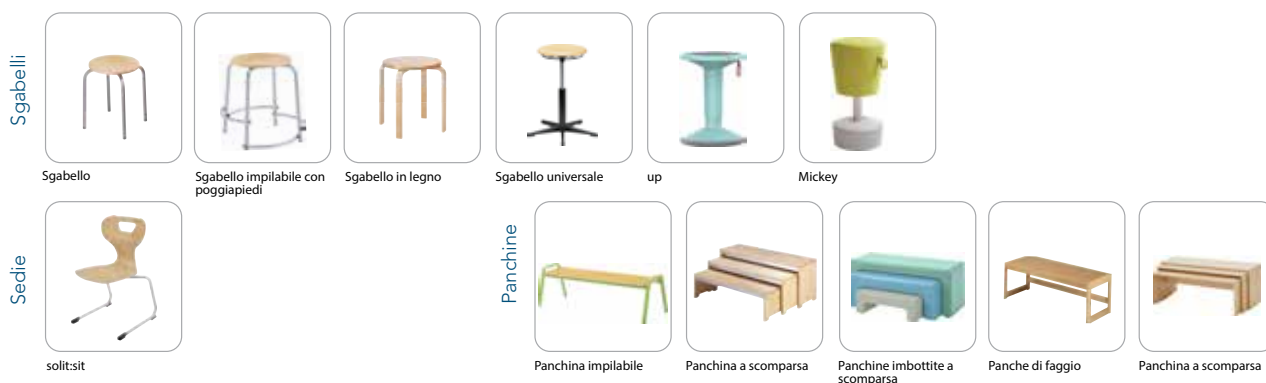 Sgabelli
Sgabello
Sgabello impilabile con
poggiapiedi
Sgabello in legno
Sgabello universale
up
Mickey
Sedie
solit:sit
Panchine
Panchina impilabile
Panchina a scomparsa
Panchine imbottite a
scomparsa
Panche di faggio
Panchina a scomparsa